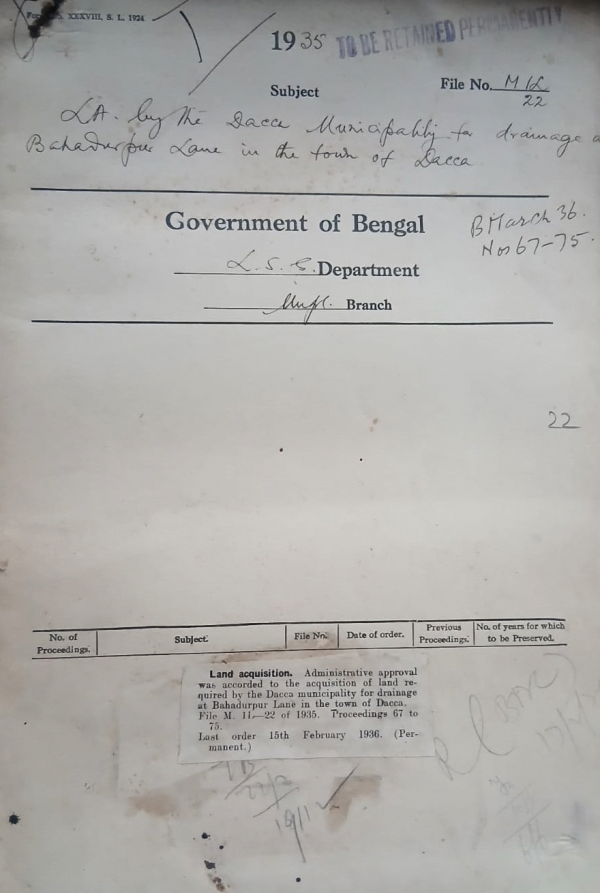 XXXVIII, S. L. 1924
1935 TO BE RETAINED PERMANENTLY
Subject
File No. M 1L/22
L.A. by the Dacca Municipality for drainage a
Bahadurpur Lane in the town of Dacca
Government of Bengal
B March 36.
Nos 67-75.
L. S. G. Department
Branch
22
No. of Proceedings.
Subject.
File No.
Date of order.
Previous Proceedings.
No. of years for which to be Preserved.
Land acquisition. Administrative approval
was accorded to the acquisition of land re-
quired by the Dacca municipality for drainage
at Bahadurpur Lane in the town of Dacca.
File M. 1L—22 of 1935. Proceedings 67 to
75.
Last order 15th February 1936. (Per-
manent.)